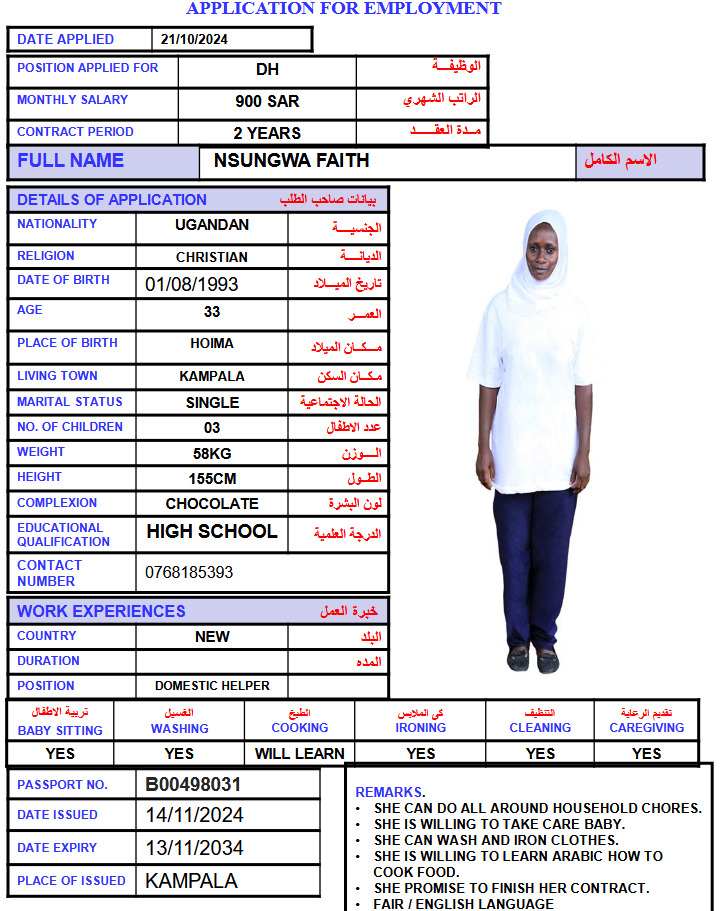 APPLICATION FOR EMPLOYMENT
DATE APPLIED 21/10/2024
POSITION APPLIED FOR DH الوظيفـــة
MONTHLY SALARY 900 SAR الراتب الشهري
CONTRACT PERIOD 2 YEARS مـدة العقــــد
FULL NAME NSUNGWA FAITH الاسم الكامل
DETAILS OF APPLICATION بيانات صاحب الطلب
NATIONALITY UGANDAN الجنسيــــة
RELIGION CHRISTIAN الديانـــة
DATE OF BIRTH 01/08/1993 تاريخ الميــلاد
AGE 33 العمــر
PLACE OF BIRTH HOIMA مــكــان الميلاد
LIVING TOWN KAMPALA مـكــان السكن
MARITAL STATUS SINGLE الحالة الاجتماعية
NO. OF CHILDREN 03 عدد الاطفال
WEIGHT 58KG الــــوزن
HEIGHT 155CM الطــول
COMPLEXION CHOCOLATE لون البشرة
EDUCATIONAL QUALIFICATION HIGH SCHOOL الدرجة العلمية
CONTACT NUMBER 0768185393
WORK EXPERIENCES خبرة العمل
COUNTRY NEW البلد
DURATION المده
POSITION DOMESTIC HELPER
تربية الاطفال الغسيل الطبخ كى الملابس التنظيف تقديم الرعاية
BABY SITTING WASHING COOKING IRONING CLEANING CAREGIVING
YES YES WILL LEARN YES YES YES
PASSPORT NO. B00498031
DATE ISSUED 14/11/2024
DATE EXPIRY 13/11/2034
PLACE OF ISSUED KAMPALA
REMARKS.
• SHE CAN DO ALL AROUND HOUSEHOLD CHORES.
• SHE IS WILLING TO TAKE CARE BABY.
• SHE CAN WASH AND IRON CLOTHES.
• SHE IS WILLING TO LEARN ARABIC HOW TO
COOK FOOD.
• SHE PROMISE TO FINISH HER CONTRACT.
• FAIR / ENGLISH LANGUAGE